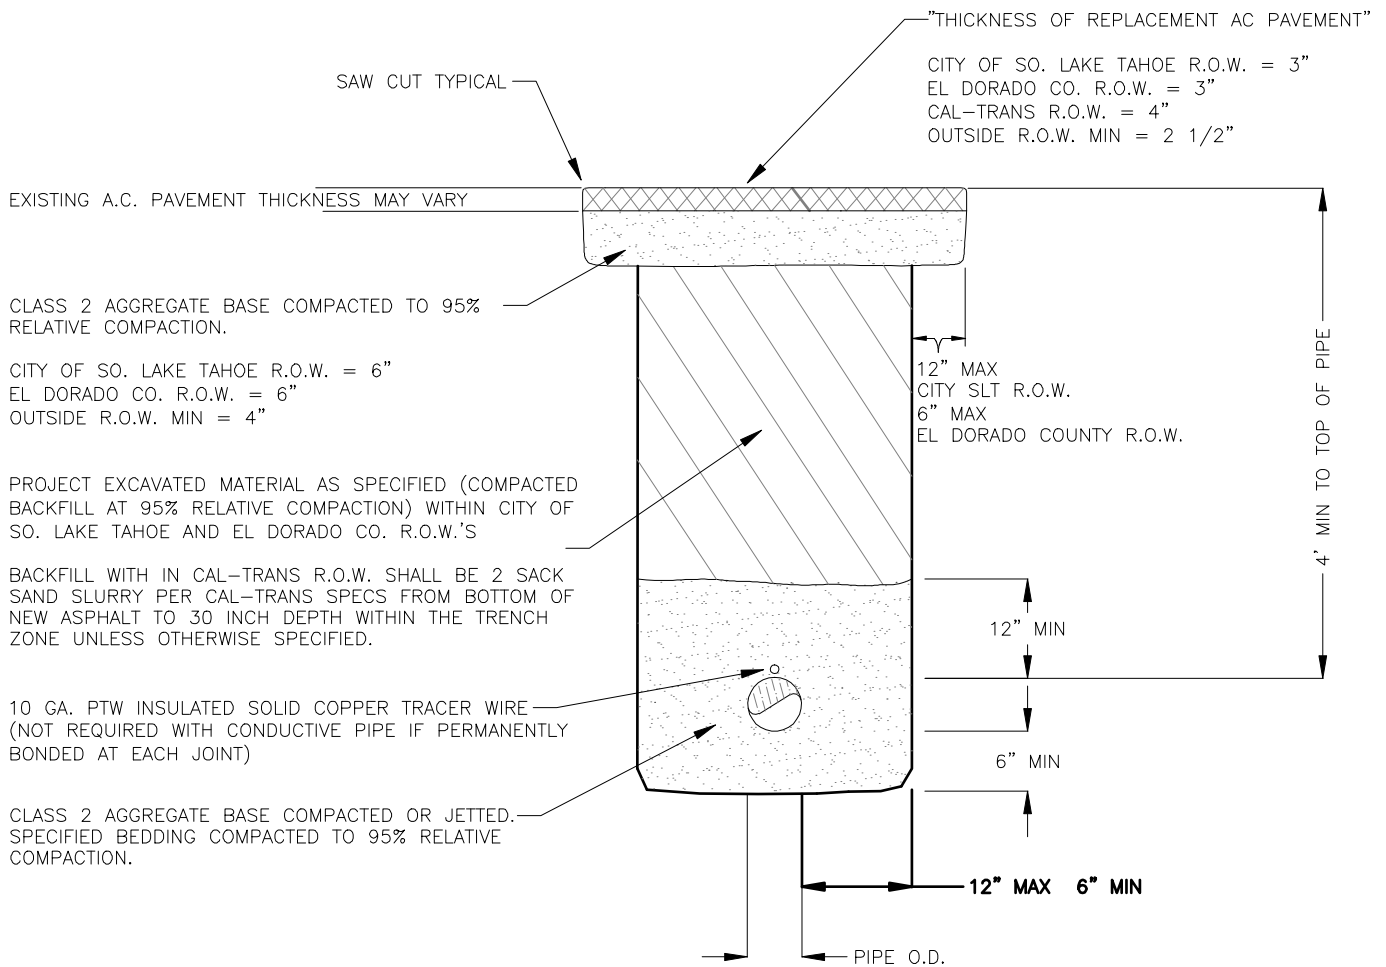 "THICKNESS OF REPLACEMENT AC PAVEMENT"
CITY OF SO. LAKE TAHOE R.O.W. = 3"
EL DORADO CO. R.O.W. = 3"
CAL-TRANS R.O.W. = 4"
OUTSIDE R.O.W. MIN = 2 1/2"
SAW CUT TYPICAL
EXISTING A.C. PAVEMENT THICKNESS MAY VARY
CLASS 2 AGGREGATE BASE COMPACTED TO 95%
RELATIVE COMPACTION.
CITY OF SO. LAKE TAHOE R.O.W. = 6"
EL DORADO CO. R.O.W. = 6"
OUTSIDE R.O.W. MIN = 4"
12" MAX
CITY SLT R.O.W.
6" MAX
EL DORADO COUNTY R.O.W.
4' MIN TO TOP OF PIPE
PROJECT EXCAVATED MATERIAL AS SPECIFIED (COMPACTED
BACKFILL AT 95% RELATIVE COMPACTION) WITHIN CITY OF
SO. LAKE TAHOE AND EL DORADO CO. R.O.W.'S
BACKFILL WITH IN CAL-TRANS R.O.W. SHALL BE 2 SACK
SAND SLURRY PER CAL-TRANS SPECS FROM BOTTOM OF
NEW ASPHALT TO 30 INCH DEPTH WITHIN THE TRENCH
ZONE UNLESS OTHERWISE SPECIFIED.
12" MIN
10 GA. PTW INSULATED SOLID COPPER TRACER WIRE
(NOT REQUIRED WITH CONDUCTIVE PIPE IF PERMANENTLY
BONDED AT EACH JOINT)
6" MIN
CLASS 2 AGGREGATE BASE COMPACTED OR JETTED.
SPECIFIED BEDDING COMPACTED TO 95% RELATIVE
COMPACTION.
12" MAX 6" MIN
PIPE O.D.